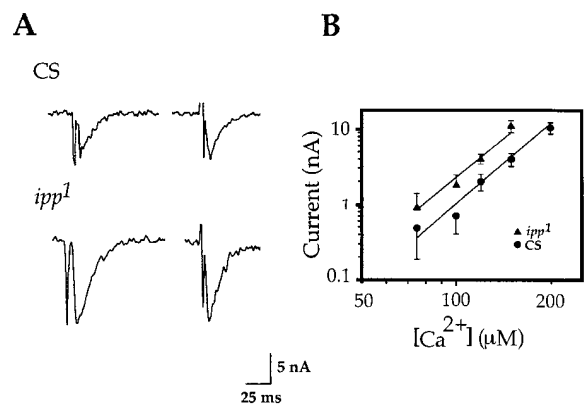 A
CS
ipp1
5 nA
25 ms
B
Current (nA)
10
1
0.1
ipp1
CS
50
100
200
[Ca2+] (μM)